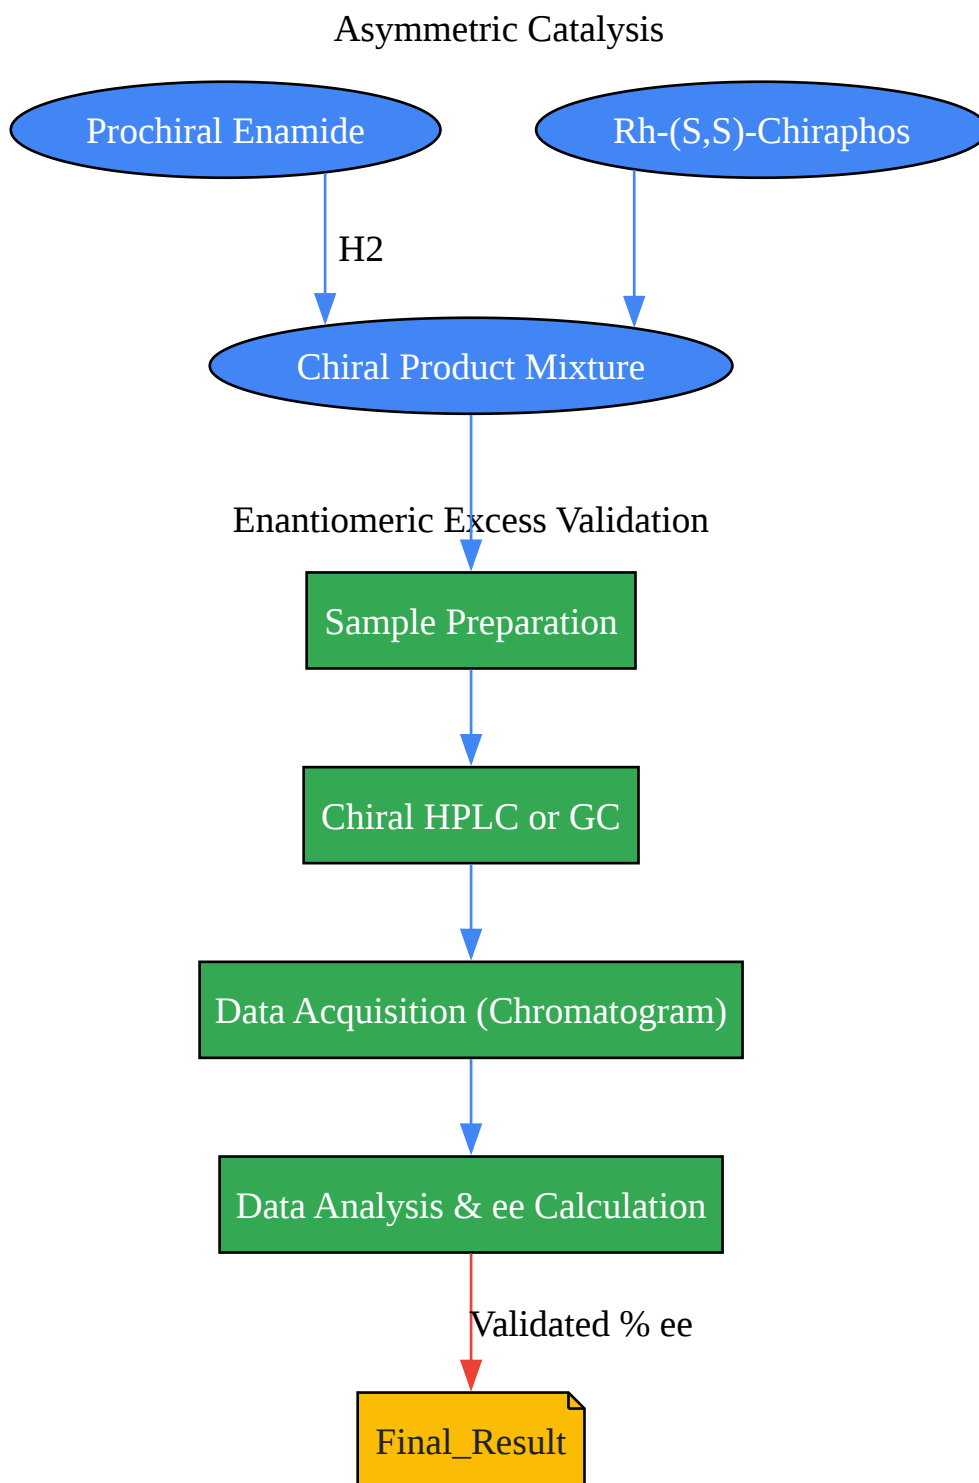 Asymmetric Catalysis
Prochiral Enamide
Rh-(S,S)-Chiraphos
H2
Chiral Product Mixture
Enantiomeric Excess Validation
Sample Preparation
Chiral HPLC or GC
Data Acquisition (Chromatogram)
Data Analysis & ee Calculation
Validated % ee
Final_Result